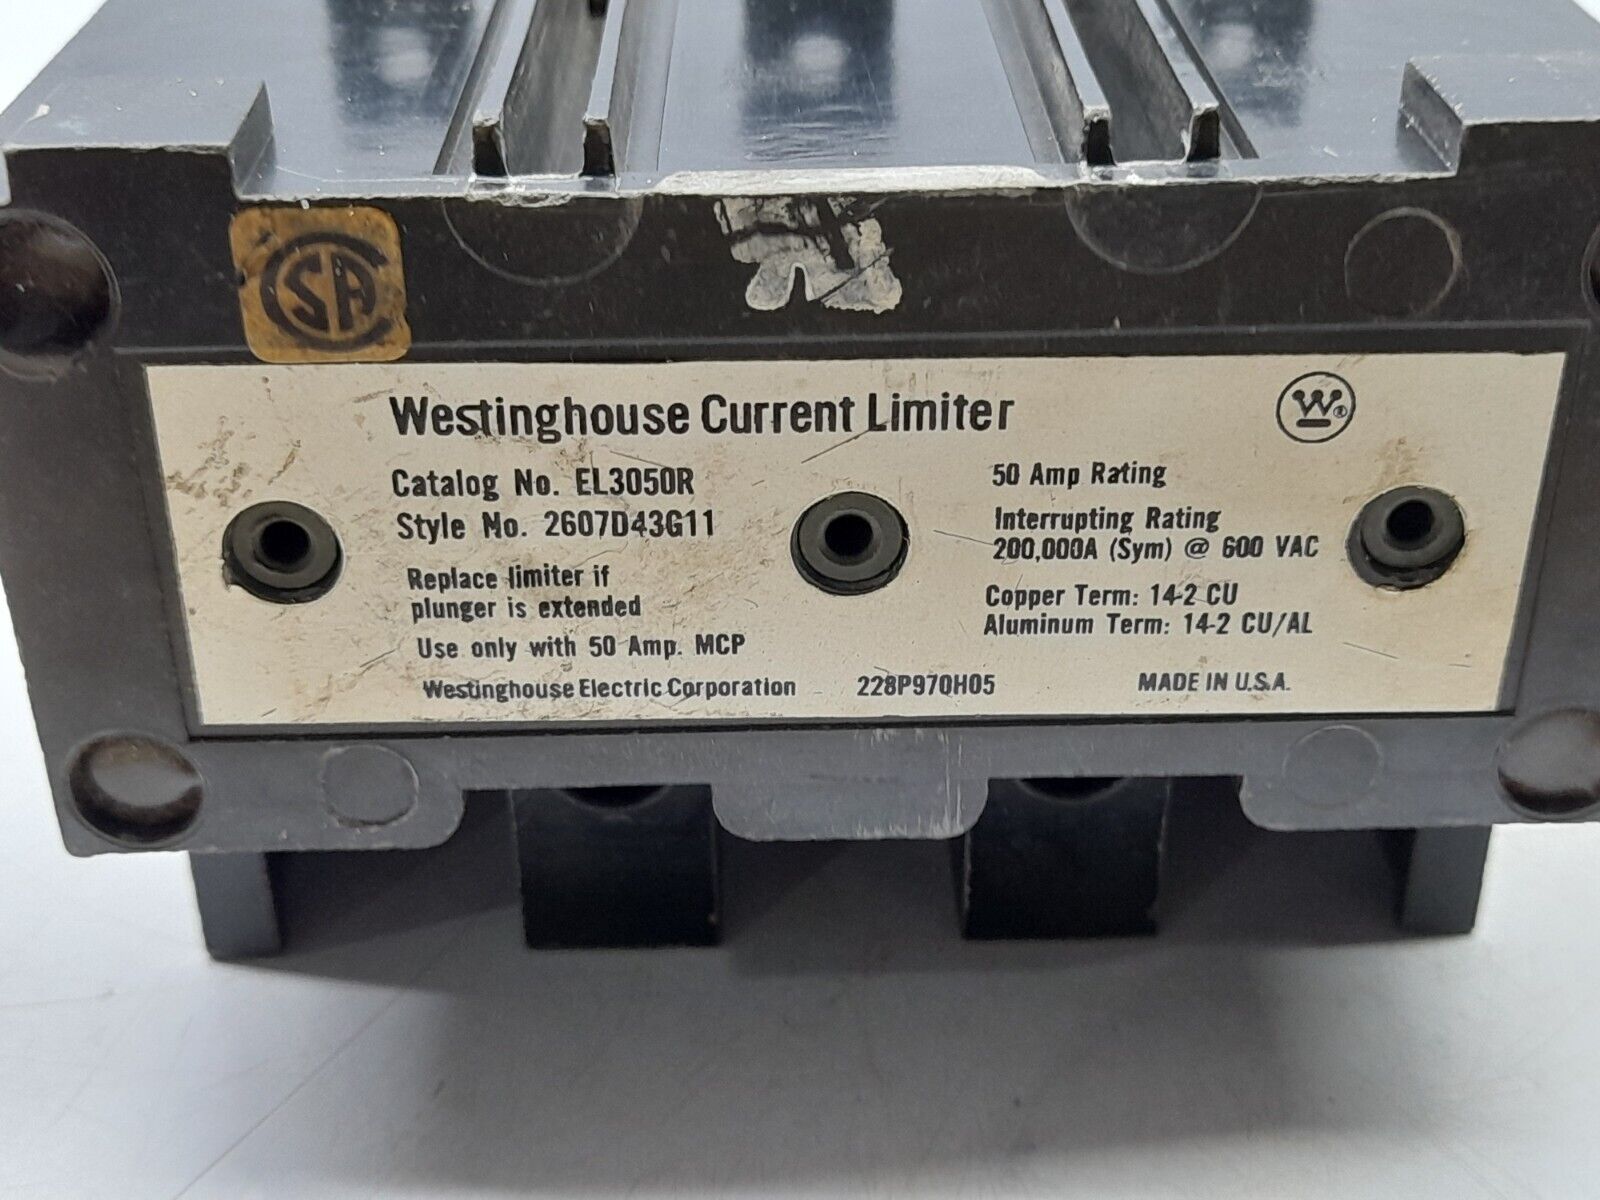 CSA
Westinghouse Current Limiter
W®
Catalog No. EL3050R
Style No. 2607D43G11
Replace limiter if
plunger is extended
Use only with 50 Amp. MCP
50 Amp Rating
Interrupting Rating
200,000A (Sym) @ 600 VAC
Copper Term: 14-2 CU
Aluminum Term: 14-2 CU/AL
Westinghouse Electric Corporation 228P970H05 MADE IN U.S.A.